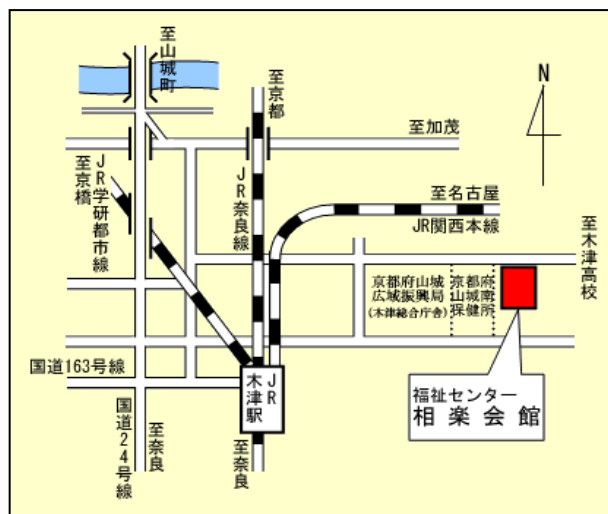 至山城町
至京都
N
至加茂
JR学研都市線
至京橋
JR奈良線
至名古屋
JR関西本線
至木津高校
京都府山城
広域振興局
(木津総合庁舎)
京都府
山城南
保健所
国道163号線
JR
木津駅
福祉センター
相楽会館
国道24号線
至奈良
至奈良